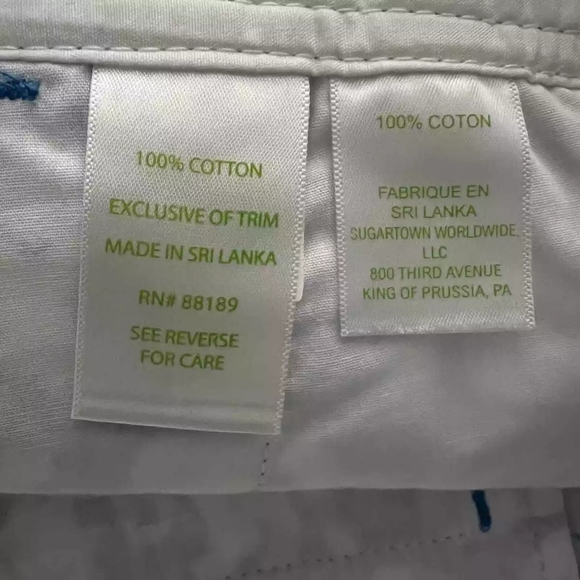 100% COTTON
EXCLUSIVE OF TRIM
MADE IN SRI LANKA
RN# 88189
SEE REVERSE
FOR CARE
100% COTON
FABRIQUE EN
SRI LANKA
SUGARTOWN WORLDWIDE,
LLC
800 THIRD AVENUE
KING OF PRUSSIA, PA